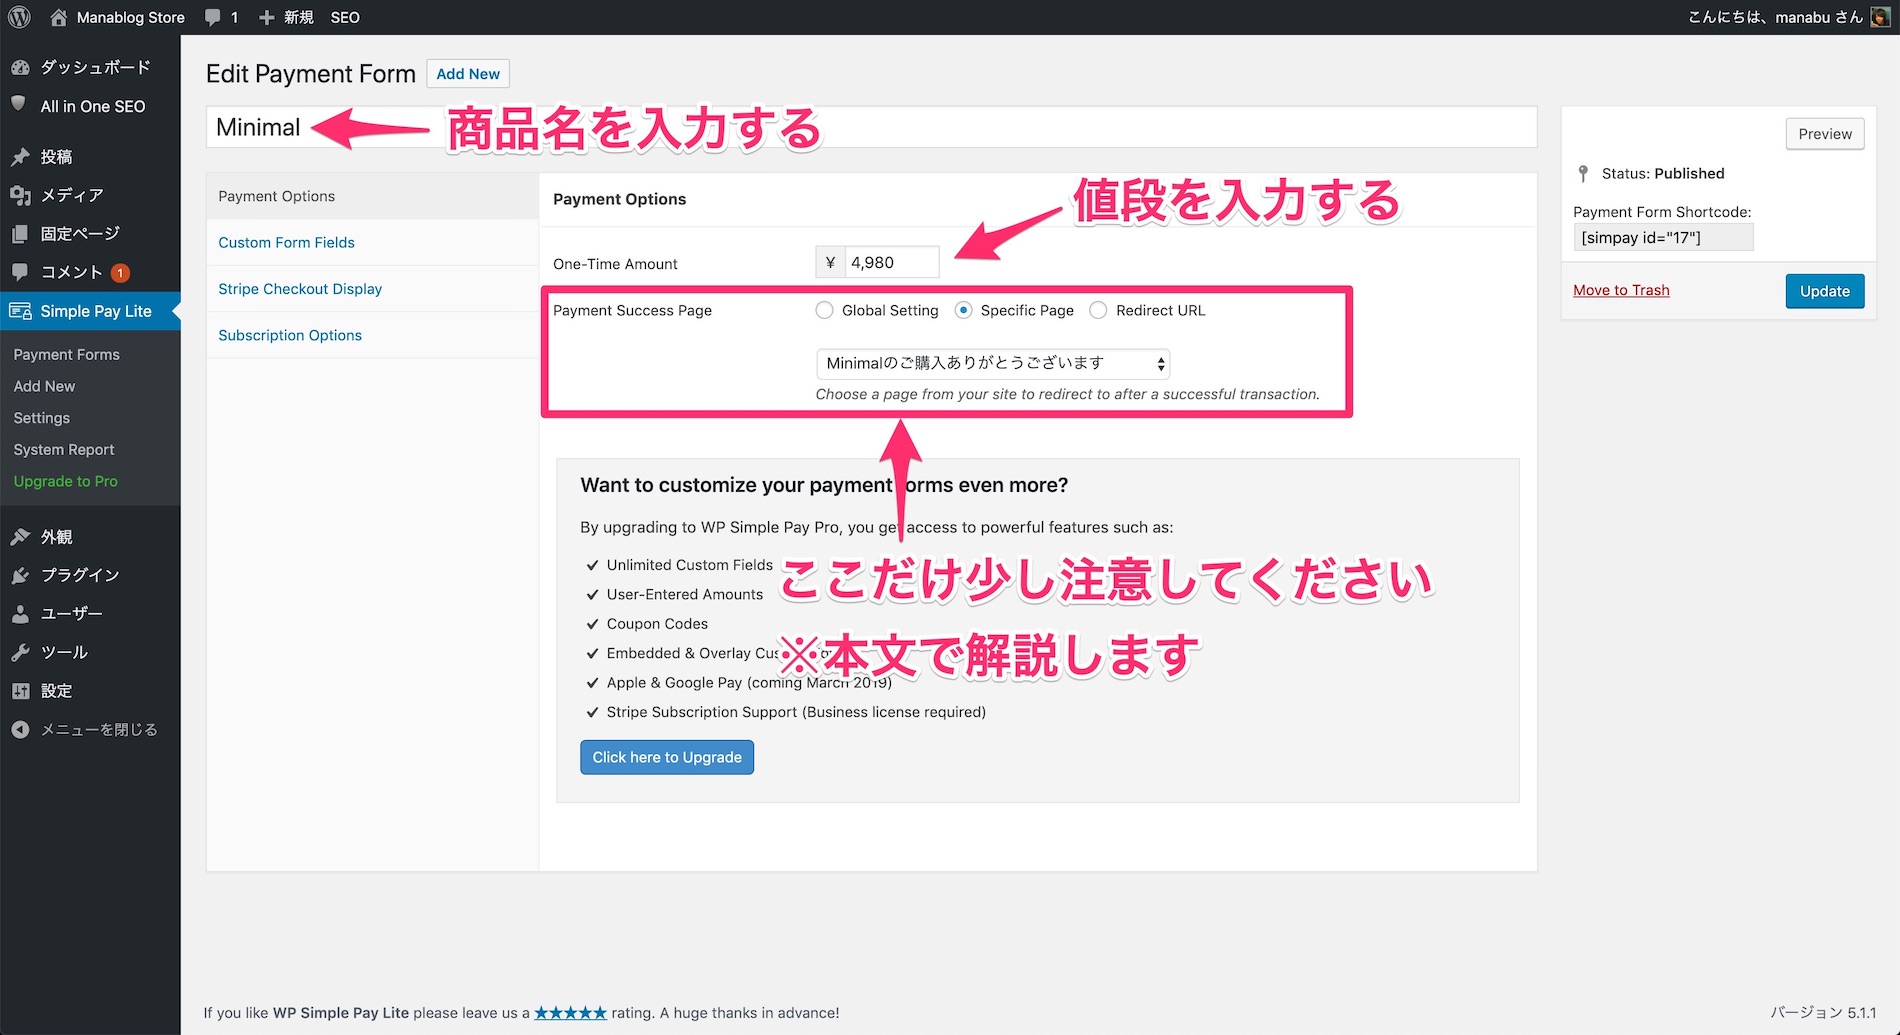 Manablog Store 1 新規 SEO こんにちは、manabu さん
ダッシュボード
All in One SEO
投稿
メディア
固定ページ
コメント 1
Simple Pay Lite
Payment Forms
Add New
Settings
System Report
Upgrade to Pro
外観
プラグイン
ユーザー
ツール
設定
メニューを閉じる
Edit Payment Form Add New
Minimal 商品名を入力する
Payment Options
Custom Form Fields
Stripe Checkout Display
Subscription Options
Payment Options
値段を入力する
One-Time Amount ¥ 4,980
Payment Success Page Global Setting Specific Page Redirect URL
Minimalのご購入ありがとうございます
Choose a page from your site to redirect to after a successful transaction.
Want to customize your payment forms even more?
By upgrading to WP Simple Pay Pro, you get access to powerful features such as:
Unlimited Custom Fields
User-Entered Amounts
Coupon Codes
Embedded & Overlay
Apple & Google Pay (coming March 2019)
Stripe Subscription Support (Business license required)
ここだけ少し注意してください
※本文で解説します
Click here to Upgrade
Preview
Status: Published
Payment Form Shortcode:
[simpay id="17"]
Move to Trash Update
If you like WP Simple Pay Lite please leave us a ★★★★★ rating. A huge thanks in advance!
バージョン 5.1.1